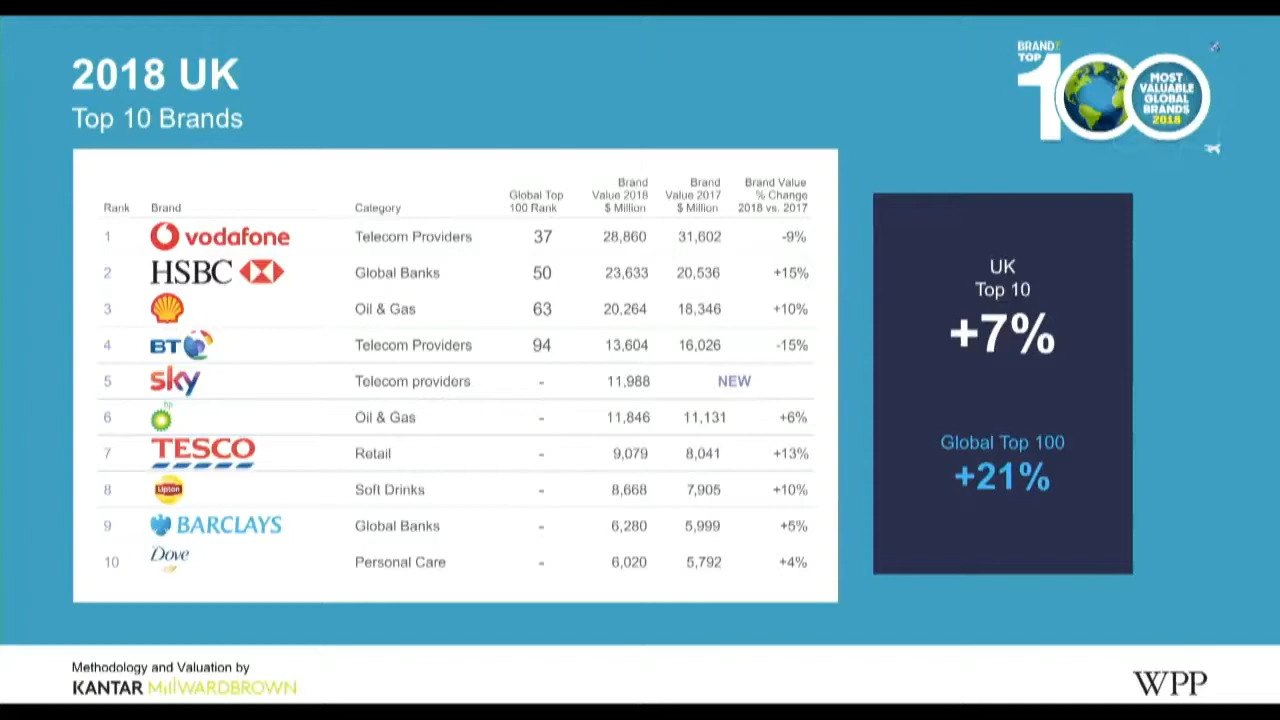 2018 UK
Top 10 Brands
BRANDZ
TOP
100
MOST
VALUABLE
GLOBAL
BRANDS
2018
Rank Brand Category Global Top 100 Rank Brand Value 2018 $ Million Brand Value 2017 $ Million Brand Value % Change 2018 vs. 2017
1 vodafone Telecom Providers 37 28,860 31,602 -9%
2 HSBC Global Banks 50 23,633 20,536 +15%
3 Oil & Gas 63 20,264 18,346 +10%
4 BT Telecom Providers 94 13,604 16,026 -15%
5 sky Telecom providers - 11,988 NEW
6 bp Oil & Gas - 11,846 11,131 +6%
7 TESCO Retail - 9,079 8,041 +13%
8 Lipton Soft Drinks - 8,668 7,905 +10%
9 BARCLAYS Global Banks - 6,280 5,999 +5%
10 Dove Personal Care - 6,020 5,792 +4%
UK
Top 10
+7%
Global Top 100
+21%
Methodology and Valuation by
KANTAR MillWARDBROWN
WPP